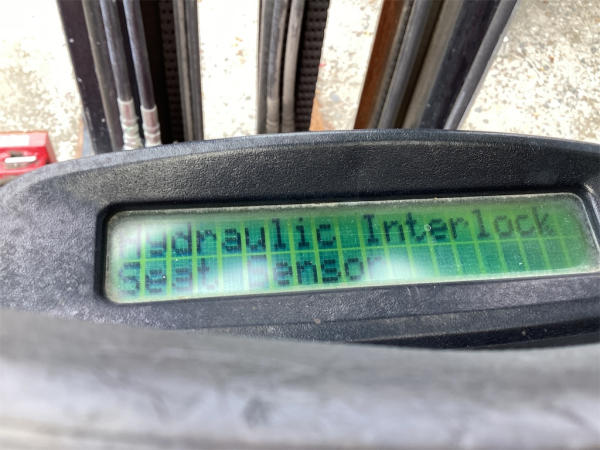 Hydraulic Interlock
Seat Sensor